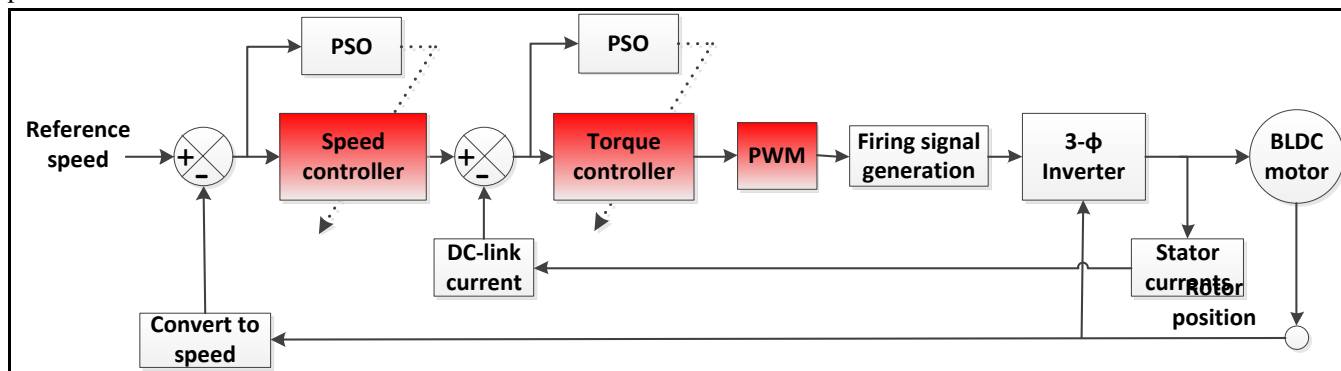 PSO
PSO
Reference
speed
+
-
Speed
controller
+
-
Torque
controller
PWM
Firing signal
generation
3-ϕ
Inverter
BLDC
motor
DC-link
current
Stator
currents
Rotor
position
Convert to
speed